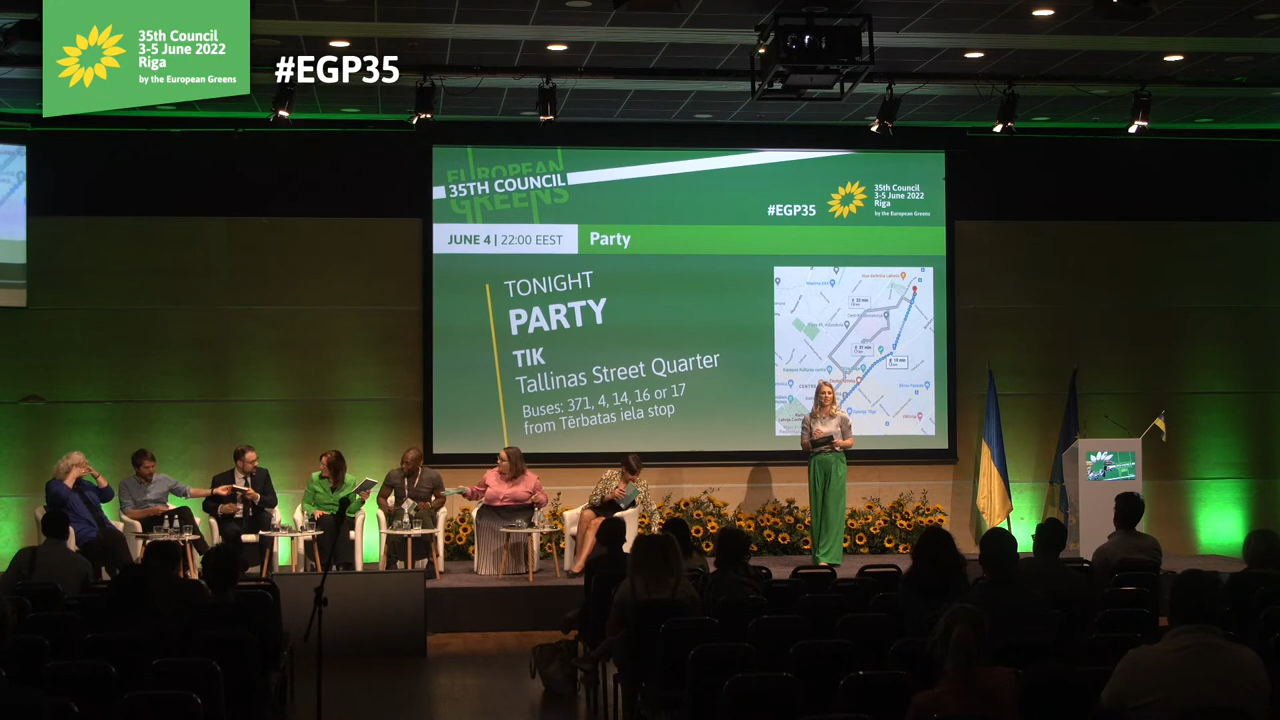 35th Council
3-5 June 2022
Riga
by the European Greens
#EGP35
EUROPEAN
35TH COUNCIL
GREENS
#EGP35
35th Council
3-5 June 2022
Riga
by the European Greens
JUNE 4 | 22:00 EEST
Party
TONIGHT
PARTY
TIK
Tallinas Street Quarter
Buses: 371, 4, 14, 16 or 17
from Tērbatas iela stop